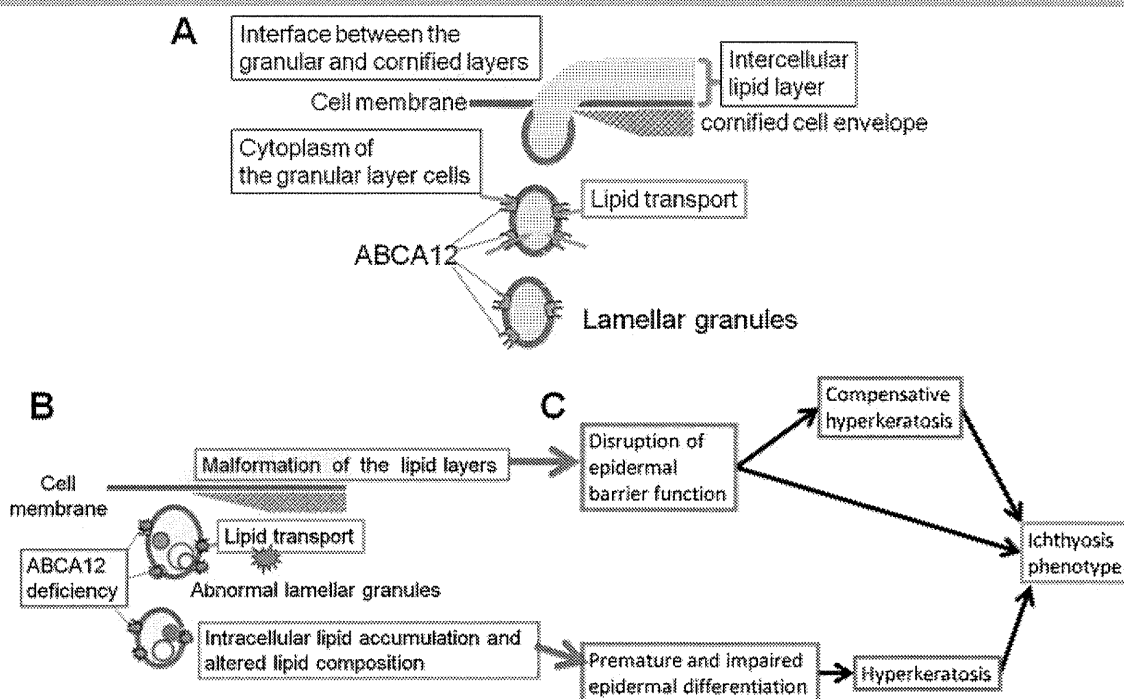 A
Interface between the
granular and cornified layers
Intercellular
lipid layer
Cell membrane
cornified cell envelope
Cytoplasm of
the granular layer cells
Lipid transport
ABCA12
Lamellar granules
B
Malformation of the lipid layers
Cell
membrane
Lipid transport
ABCA12
deficiency
Abnormal lamellar granules
Intracellular lipid accumulation and
altered lipid composition
C
Compensative
hyperkeratosis
Disruption of
epidermal
barrier function
Ichthyosis
phenotype
Premature and impaired
epidermal differentiation
Hyperkeratosis